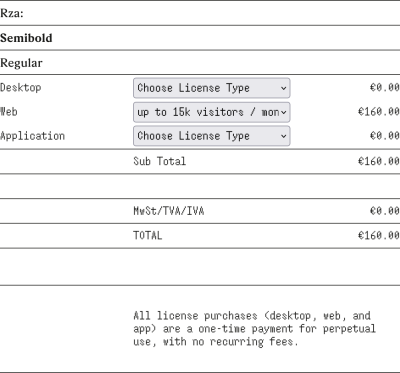 Rza:
Semibold
Regular
Desktop Choose License Type €0.00
Web up to 15k visitors / mon €160.00
Application Choose License Type €0.00
Sub Total €160.00
MwSt/TVA/IVA €0.00
TOTAL €160.00
All license purchases (desktop, web, and
app) are a one-time payment for perpetual
use, with no recurring fees.